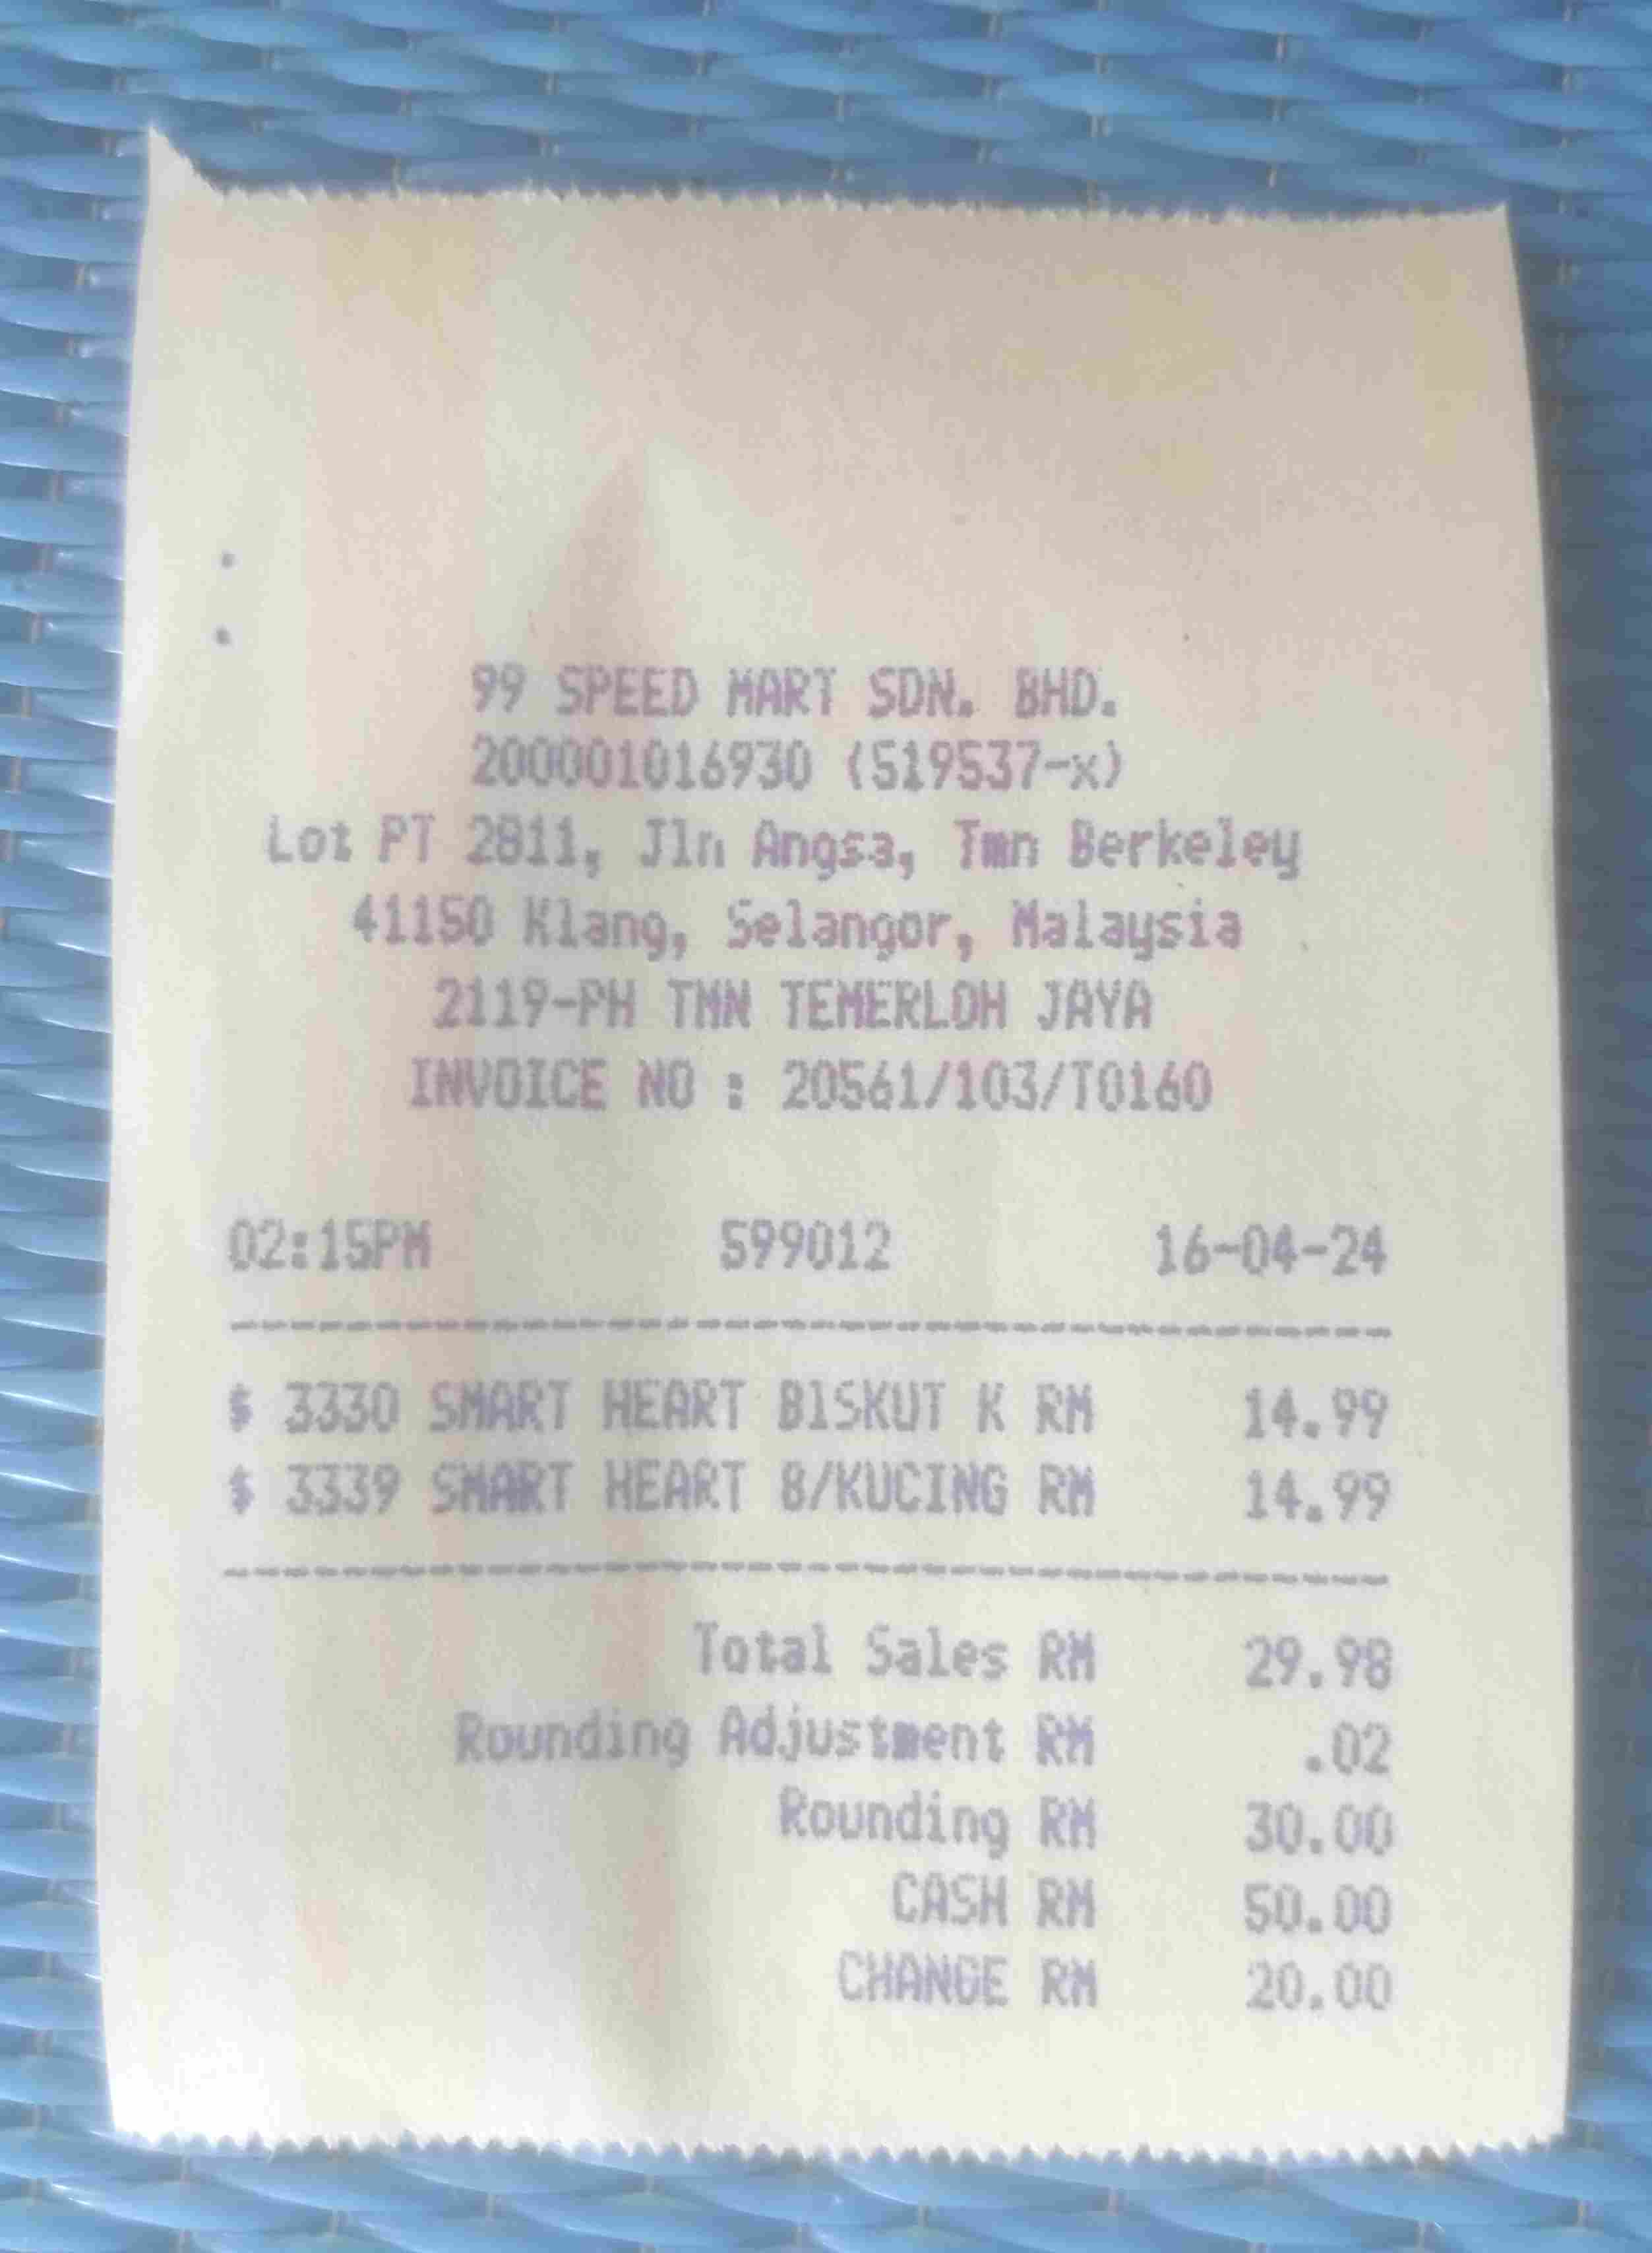 99 SPEED MART SDN. BHD.
200001016930 (519537-x)
Lot PT 2811, Jln Angsa, Tmn Berkeley
41150 Klang, Selangor, Malaysia
2119-PH TMN TEMERLOH JAYA
INVOICE NO : 20561/103/T0160
02:15PM 599012 16-04-24
$ 3330 SMART HEART BISKUT K RM 14.99
$ 3339 SMART HEART B/KUCING RM 14.99
Total Sales RM 29.98
Rounding Adjustment RM .02
Rounding RM 30.00
CASH RM 50.00
CHANGE RM 20.00